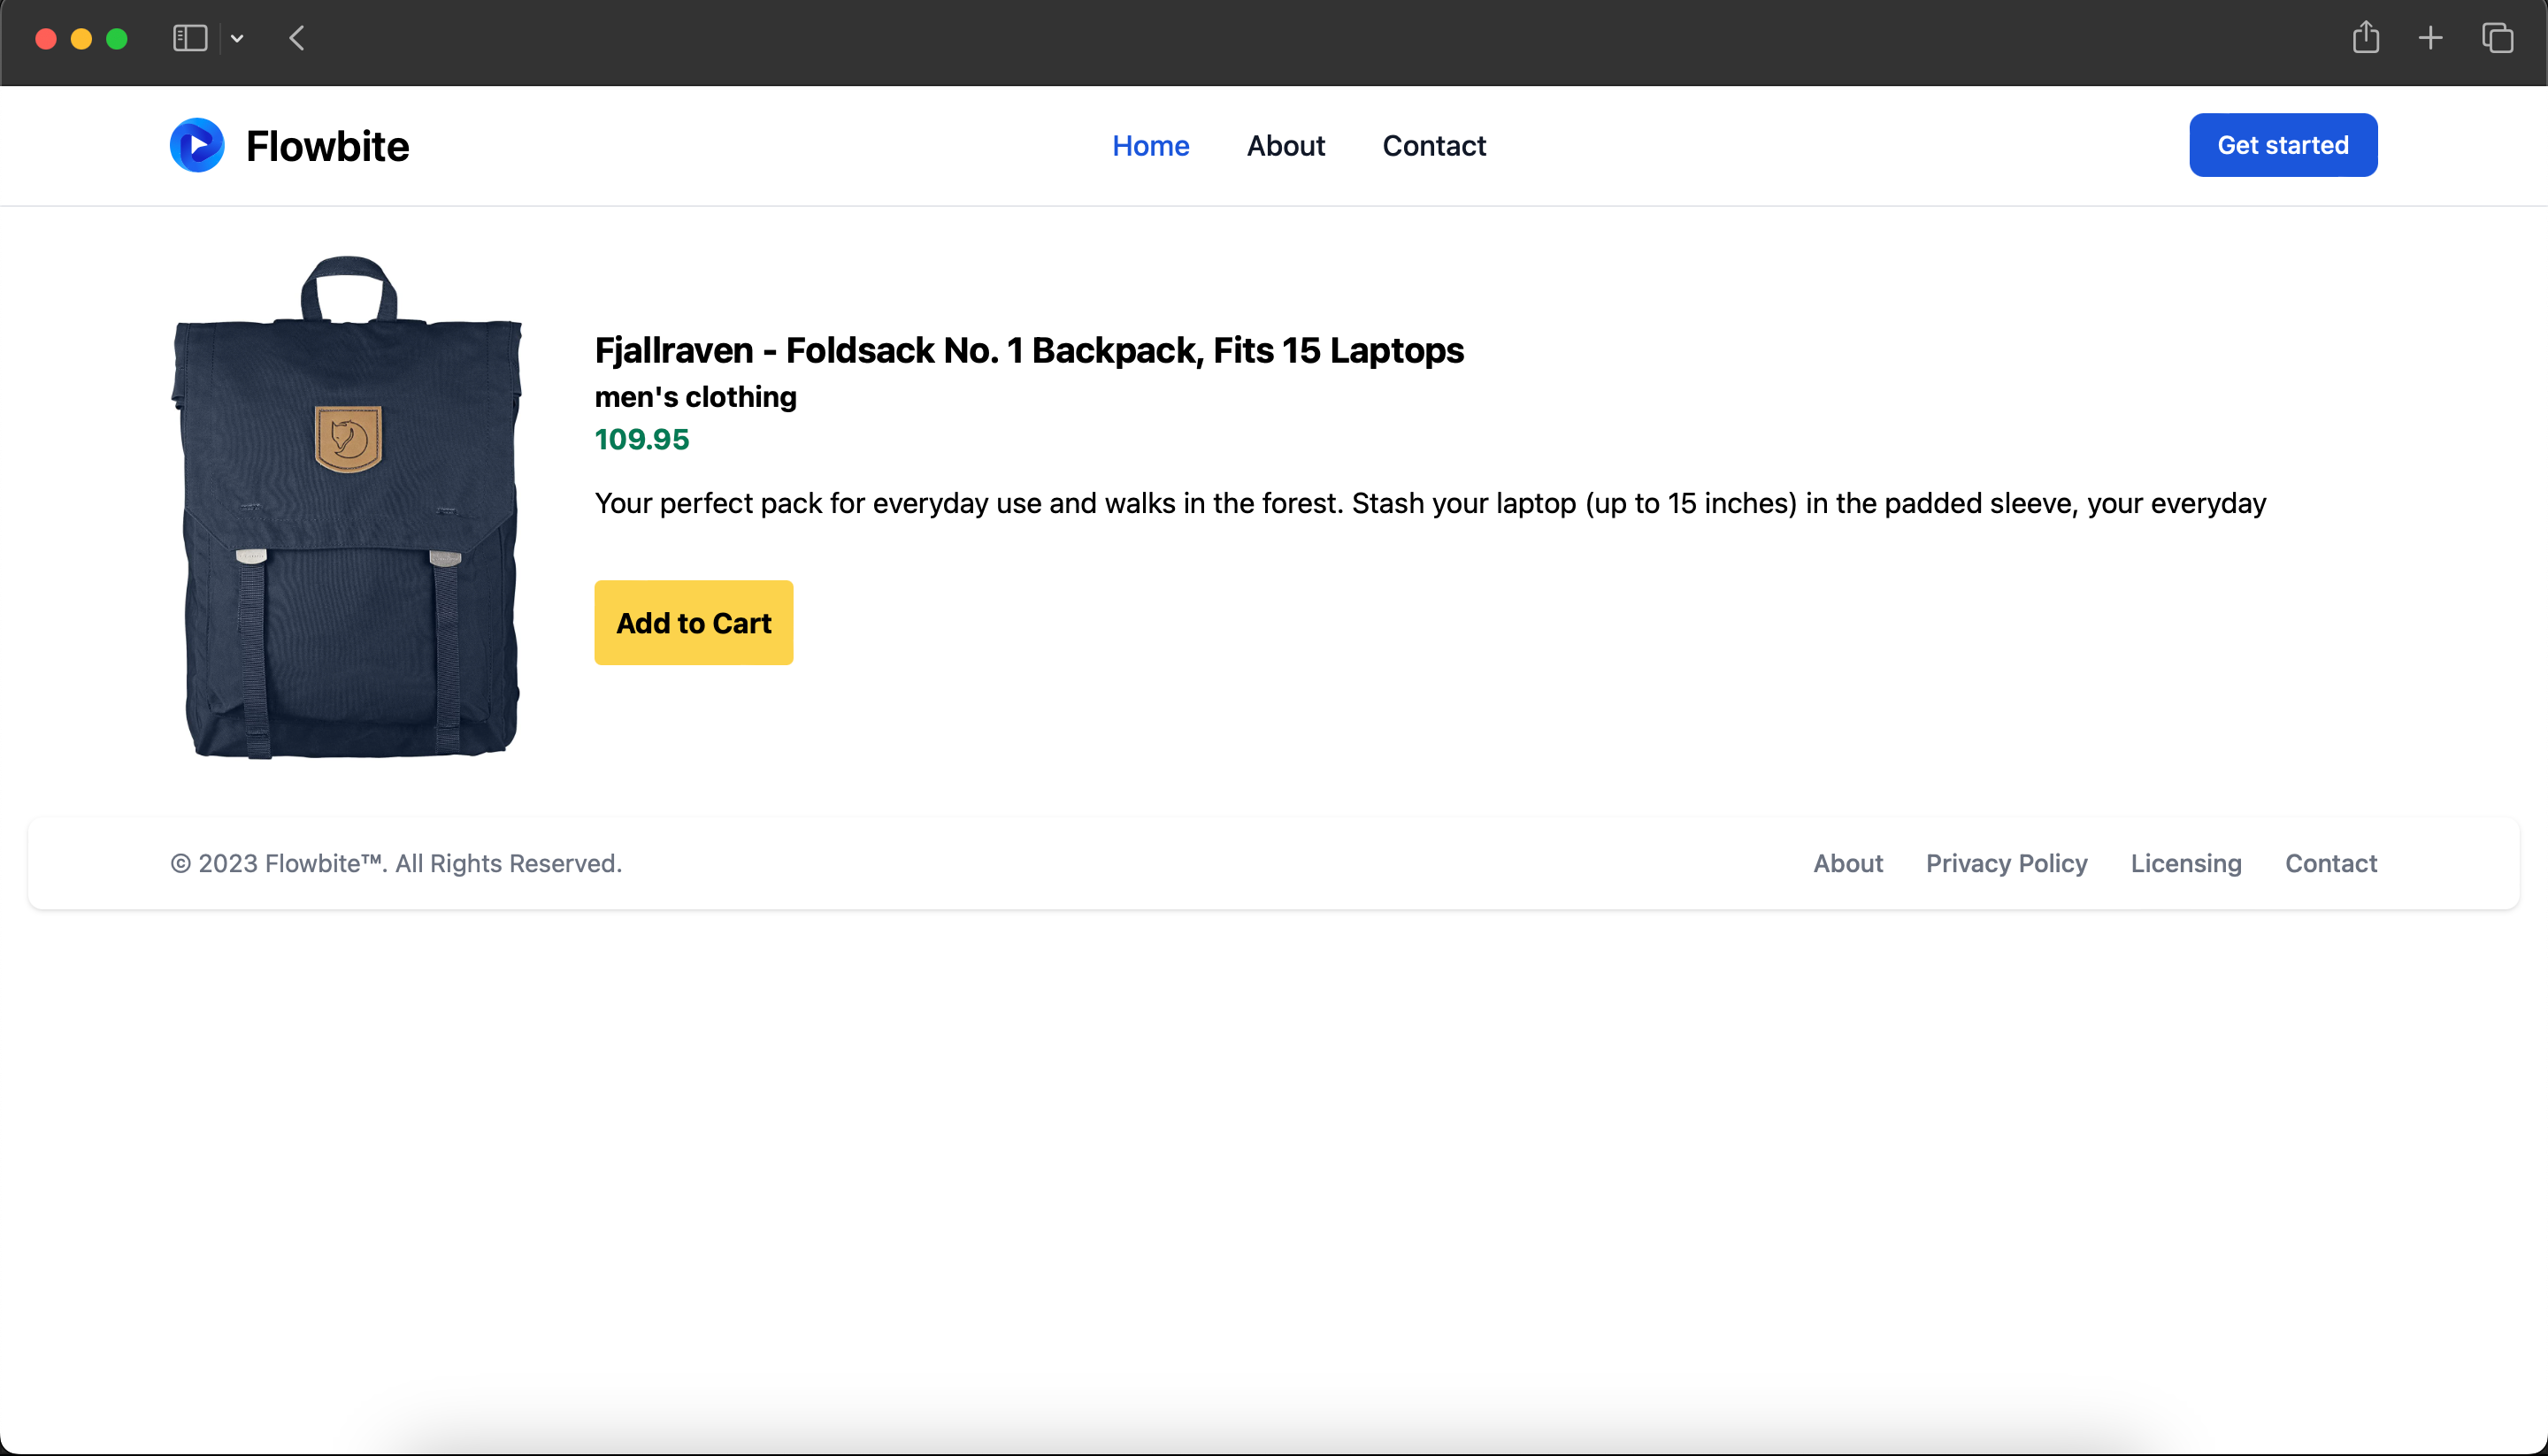 Flowbite
Home About Contact
Get started
Fjallraven - Foldsack No. 1 Backpack, Fits 15 Laptops
men's clothing
109.95
Your perfect pack for everyday use and walks in the forest. Stash your laptop (up to 15 inches) in the padded sleeve, your everyday
Add to Cart
© 2023 Flowbite™. All Rights Reserved.
About Privacy Policy Licensing Contact